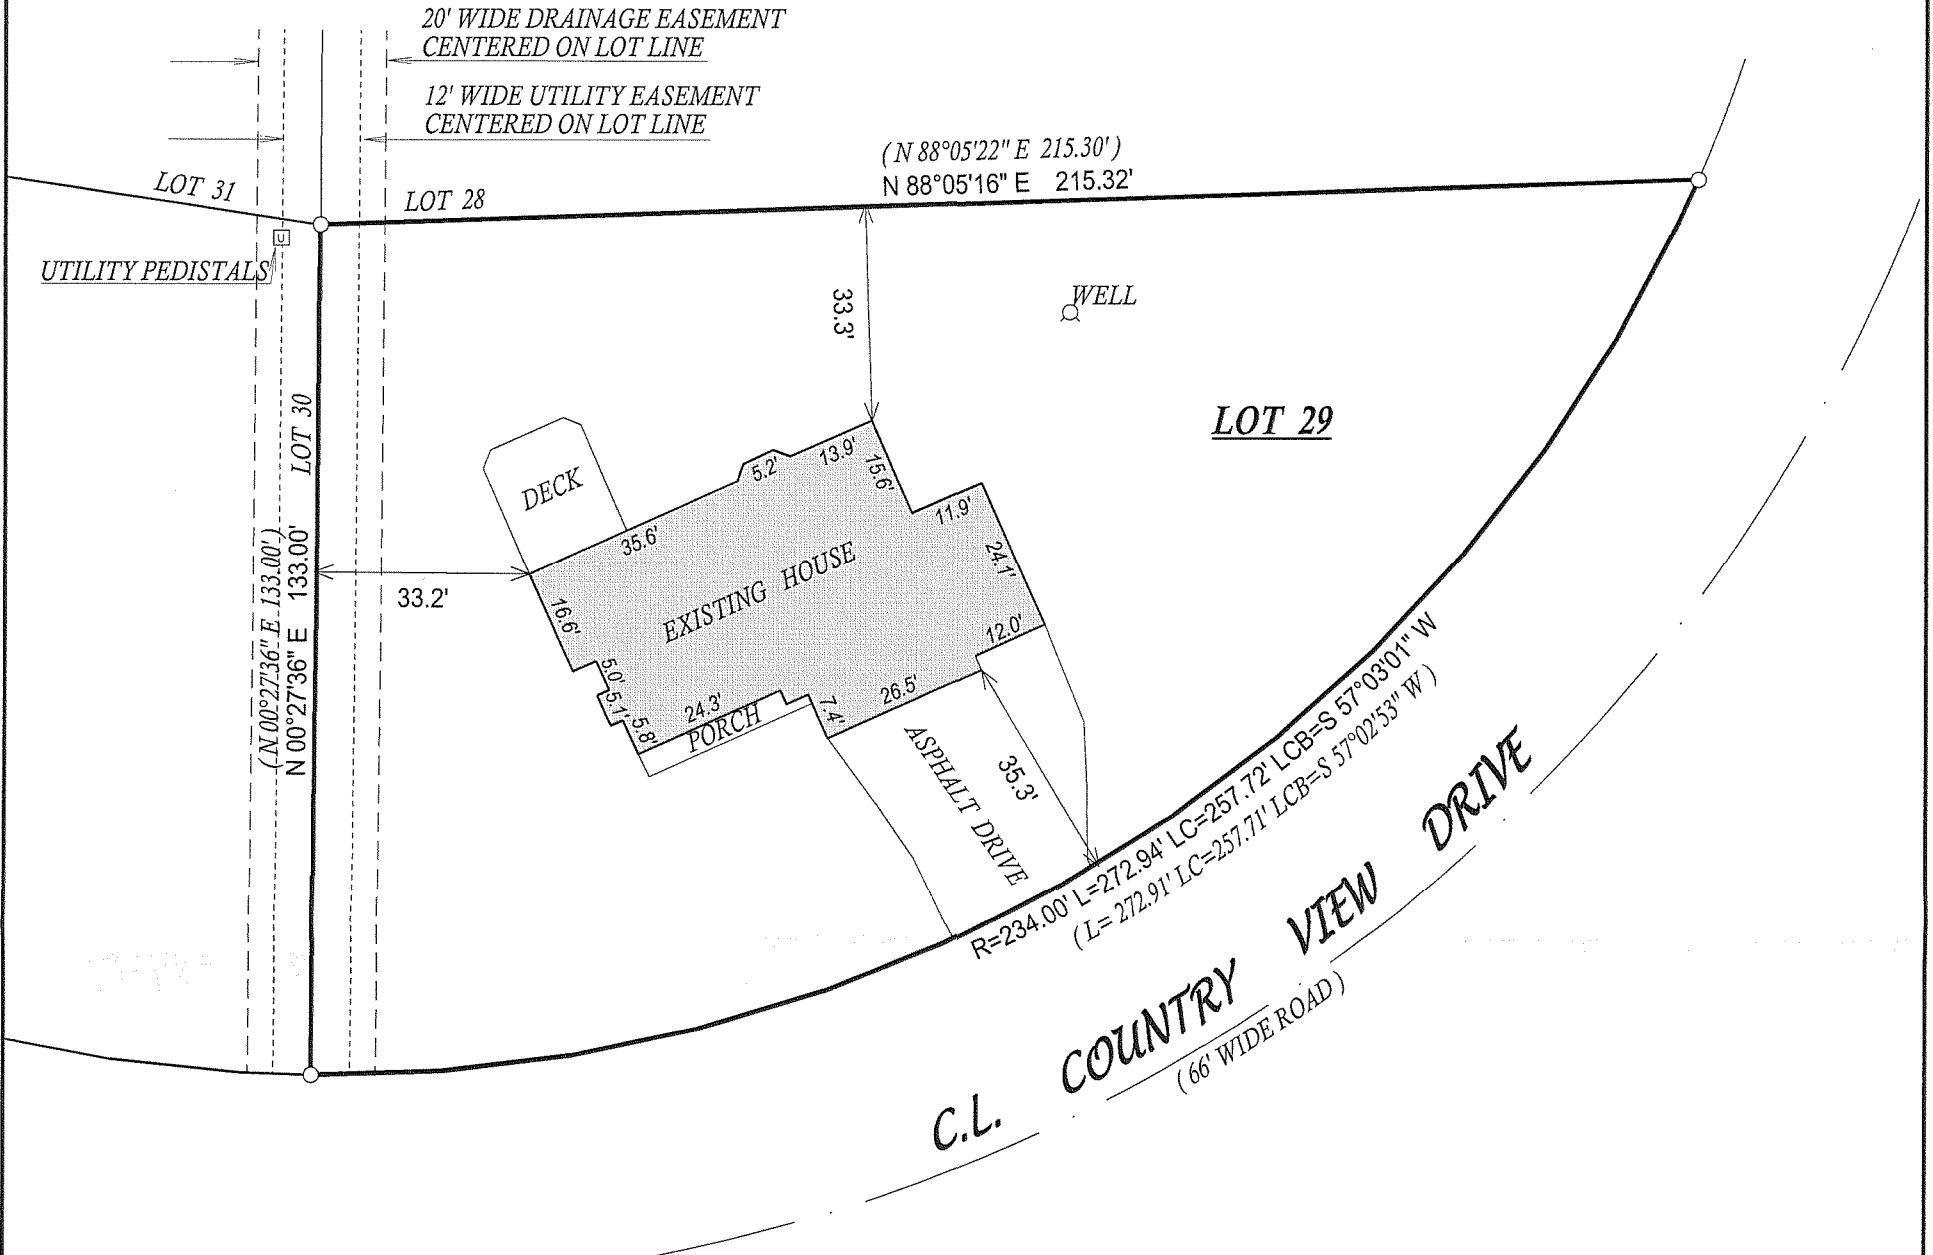 20' WIDE DRAINAGE EASEMENT
CENTERED ON LOT LINE
12' WIDE UTILITY EASEMENT
CENTERED ON LOT LINE
( N 88°05'22" E 215.30' )
N 88°05'16" E 215.32'
LOT 31
LOT 28
U
UTILITY PEDISTALS
WELL
33.3'
LOT 29
LOT 30
( N 00°27'36" E 133.00' )
N 00°27'36" E 133.00'
33.2'
DECK
35.6'
5.2'
13.9'
15.6'
11.9'
24.1'
EXISTING HOUSE
16.6'
12.0'
5.0'
5.1'
5.8'
24.3'
PORCH
7.4'
26.5'
ASPHALT DRIVE
35.3'
R=234.00' L=272.94' LC=257.72' LCB=S 57°03'01" W
( L= 272.91' LC=257.71' LCB=S 57°02'53" W )
C.L. COUNTRY VIEW DRIVE
( 66' WIDE ROAD )